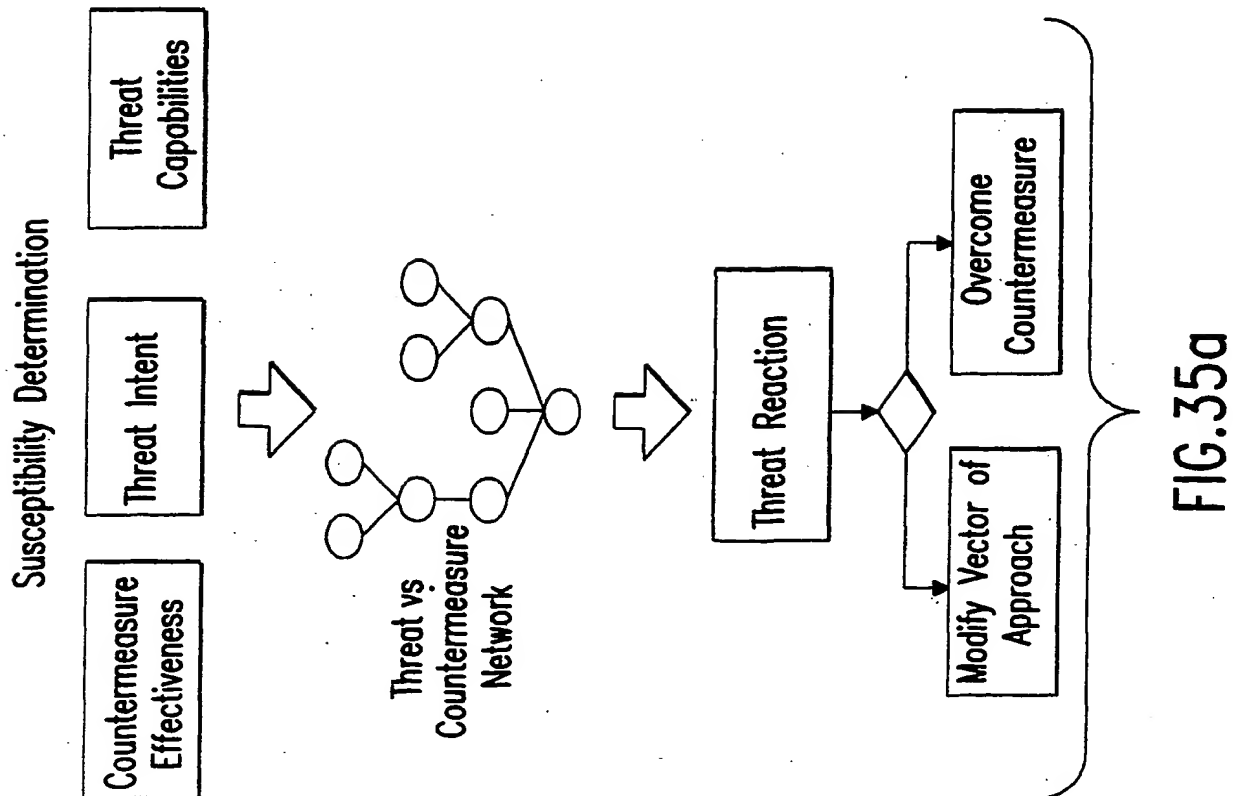 Susceptibility Determination
Countermeasure
Effectiveness
Threat Intent
Threat
Capabilities
Threat vs
Countermeasure
Network
Threat Reaction
Modify Vector of
Approach
Overcome
Countermeasure
FIG.35a